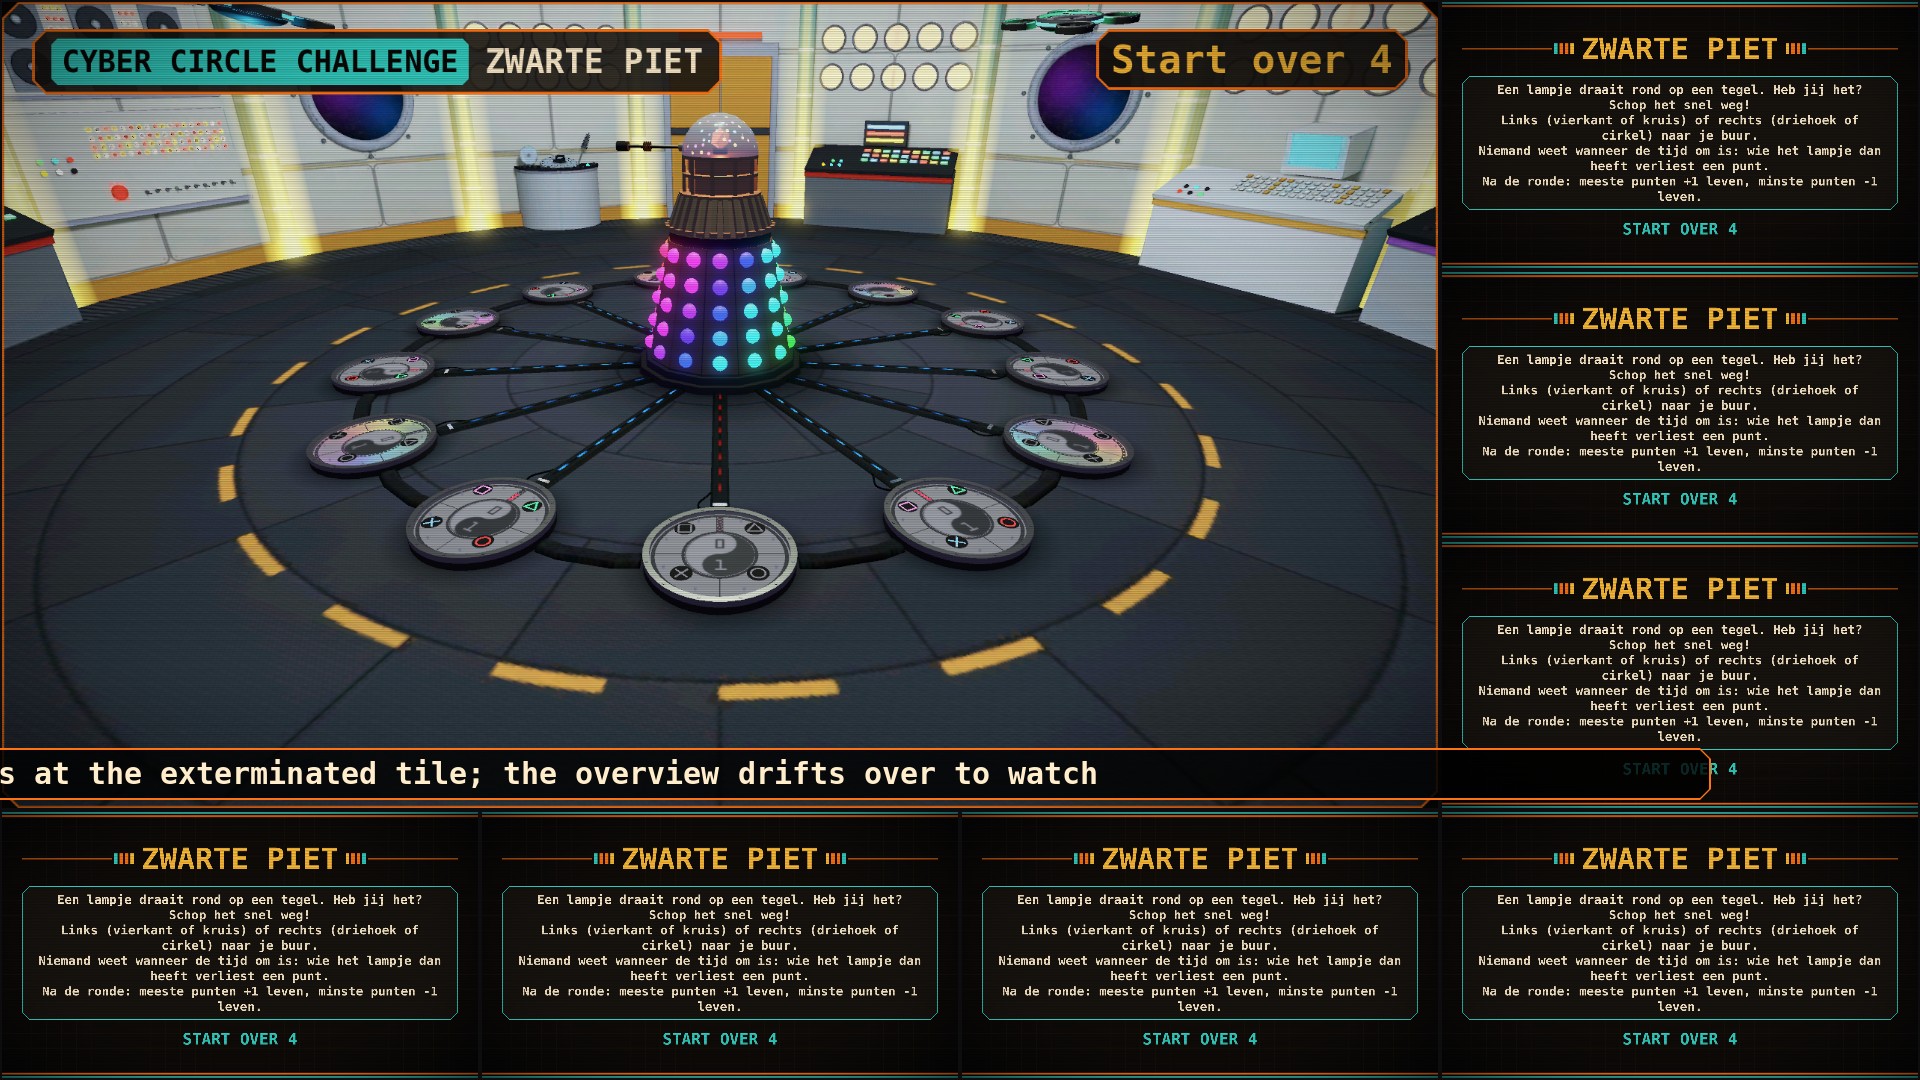 CYBER CIRCLE CHALLENGE ZWARTE PIET
Start over 4
s at the exterminated tile; the overview drifts over to watch
ZWARTE PIET
Een lampje draait rond op een tegel. Heb jij het?
Schop het snel weg!
Links (vierkant of kruis) of rechts (driehoek of
cirkel) naar je buur.
Niemand weet wanneer de tijd om is: wie het lampje dan
heeft verliest een punt.
Na de ronde: meeste punten +1 leven, minste punten -1
leven.
START OVER 4
ZWARTE PIET
Een lampje draait rond op een tegel. Heb jij het?
Schop het snel weg!
Links (vierkant of kruis) of rechts (driehoek of
cirkel) naar je buur.
Niemand weet wanneer de tijd om is: wie het lampje dan
heeft verliest een punt.
Na de ronde: meeste punten +1 leven, minste punten -1
leven.
START OVER 4
ZWARTE PIET
Een lampje draait rond op een tegel. Heb jij het?
Schop het snel weg!
Links (vierkant of kruis) of rechts (driehoek of
cirkel) naar je buur.
Niemand weet wanneer de tijd om is: wie het lampje dan
heeft verliest een punt.
Na de ronde: meeste punten +1 leven, minste punten -1
leven.
START OVER 4
ZWARTE PIET
Een lampje draait rond op een tegel. Heb jij het?
Schop het snel weg!
Links (vierkant of kruis) of rechts (driehoek of
cirkel) naar je buur.
Niemand weet wanneer de tijd om is: wie het lampje dan
heeft verliest een punt.
Na de ronde: meeste punten +1 leven, minste punten -1
leven.
START OVER 4
ZWARTE PIET
Een lampje draait rond op een tegel. Heb jij het?
Schop het snel weg!
Links (vierkant of kruis) of rechts (driehoek of
cirkel) naar je buur.
Niemand weet wanneer de tijd om is: wie het lampje dan
heeft verliest een punt.
Na de ronde: meeste punten +1 leven, minste punten -1
leven.
START OVER 4
ZWARTE PIET
Een lampje draait rond op een tegel. Heb jij het?
Schop het snel weg!
Links (vierkant of kruis) of rechts (driehoek of
cirkel) naar je buur.
Niemand weet wanneer de tijd om is: wie het lampje dan
heeft verliest een punt.
Na de ronde: meeste punten +1 leven, minste punten -1
leven.
START OVER 4
ZWARTE PIET
Een lampje draait rond op een tegel. Heb jij het?
Schop het snel weg!
Links (vierkant of kruis) of rechts (driehoek of
cirkel) naar je buur.
Niemand weet wanneer de tijd om is: wie het lampje dan
heeft verliest een punt.
Na de ronde: meeste punten +1 leven, minste punten -1
leven.
START OVER 4
0
1
0
1
0
1